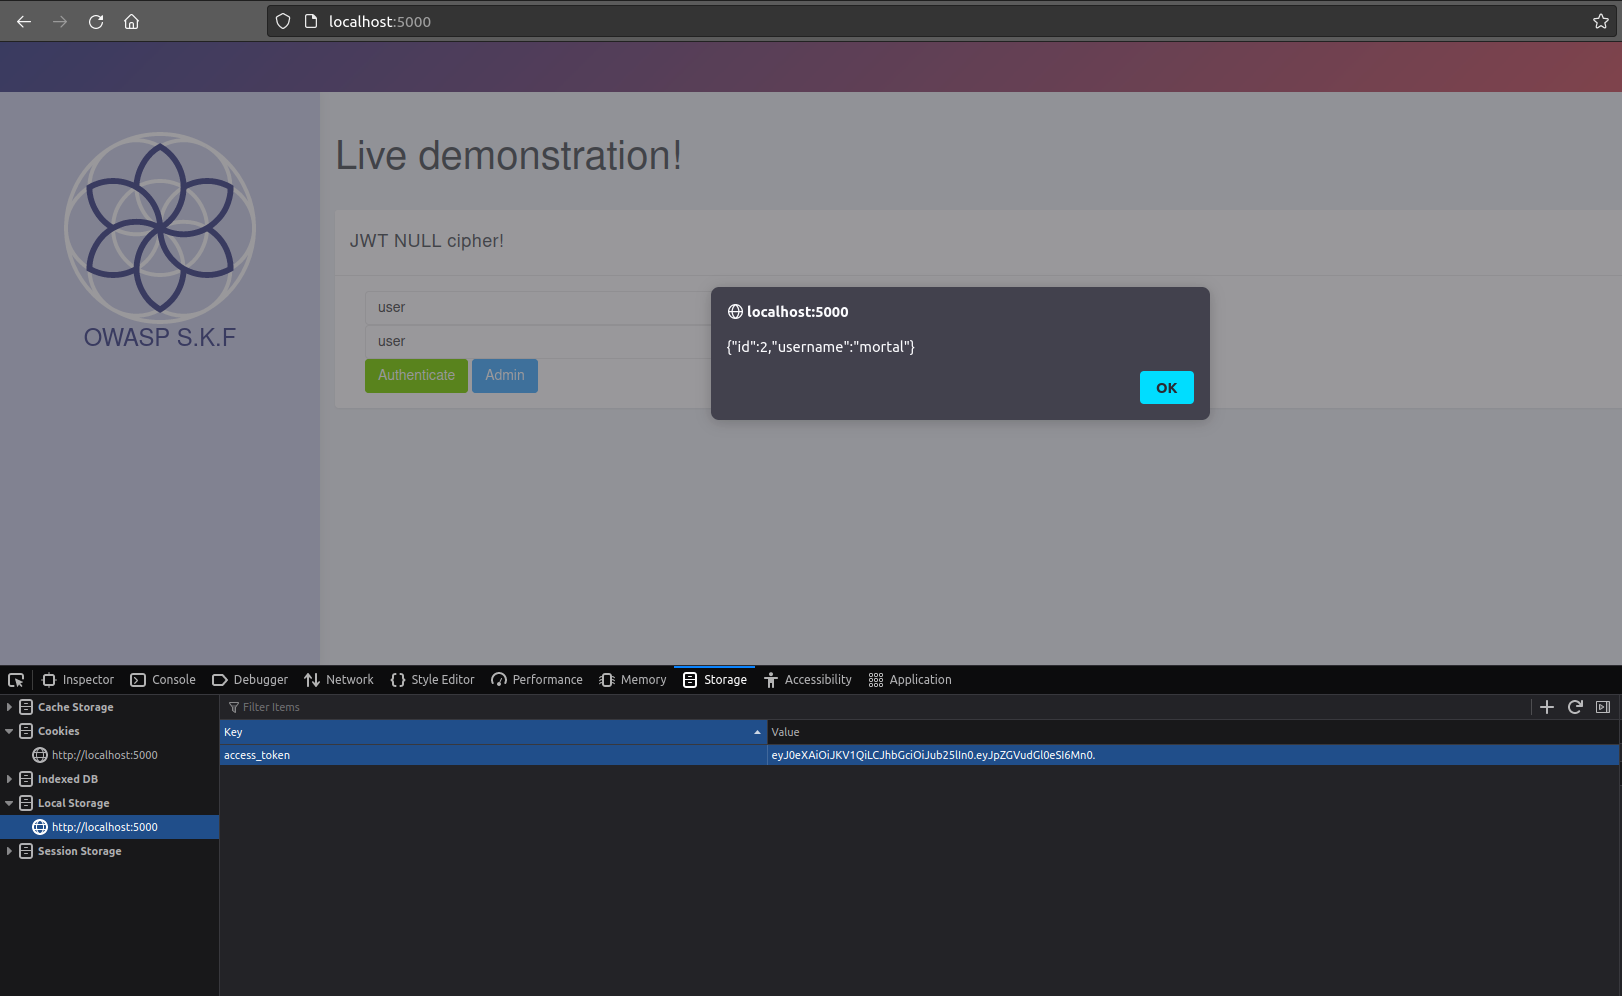 localhost:5000
OWASP S.K.F
Live demonstration!
JWT NULL cipher!
user
user
Authenticate Admin
localhost:5000
{"id":2,"username":"mortal"}
OK
Inspector Console Debugger Network Style Editor Performance Memory Storage Accessibility Application
Cache Storage
Cookies
http://localhost:5000
Indexed DB
Local Storage
http://localhost:5000
Session Storage
Filter Items
Key Value
access_token eyJ0eXAiOiJKV1QiLCJhbGciOiJub25lIn0.eyJpZGVudGl0eSI6Mn0.